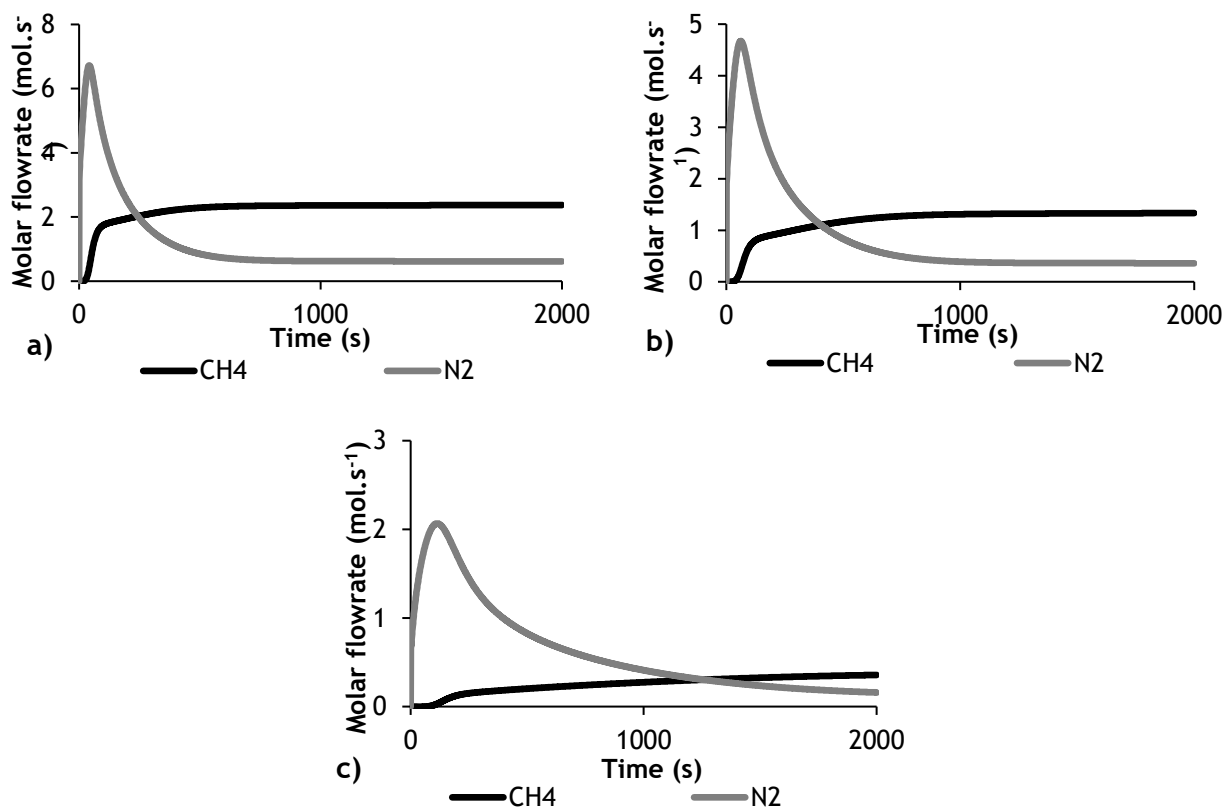 Molar flowrate (mol.s-
1)
8
6
4
2
0
0
1000
2000
Time (s)
a)
CH4
N2
Molar flowrate (mol.s-
1)
5
4
3
2
1
0
0
1000
2000
Time (s)
b)
CH4
N2
Molar flowrate (mol.s-1)
3
2
1
0
0
1000
2000
Time (s)
c)
CH4
N2